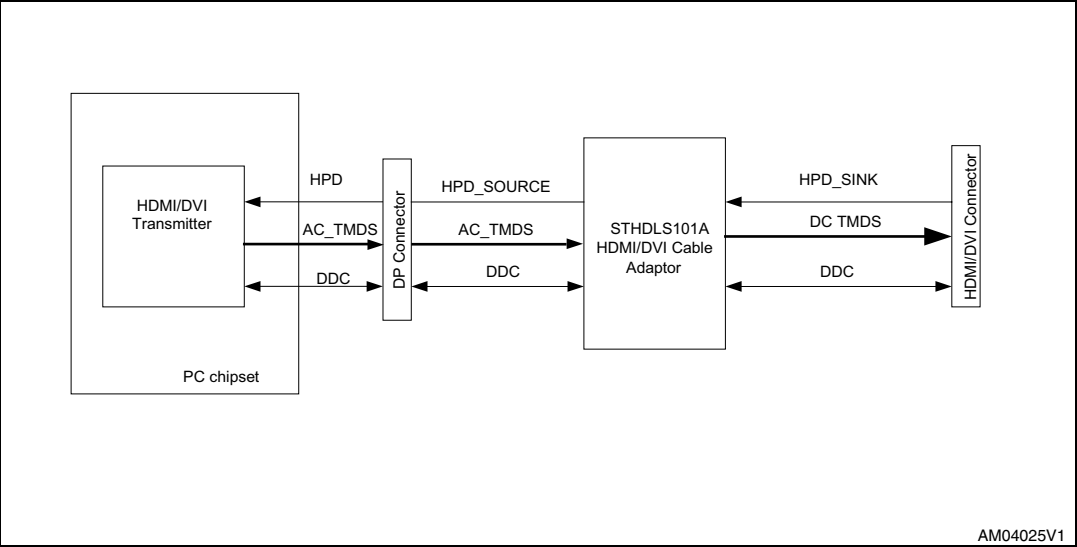 HDMI/DVI
Transmitter
PC chipset
HPD
AC_TMDS
DDC
DP Connector
HPD_SOURCE
AC_TMDS
DDC
STHDLS101A
HDMI/DVI Cable
Adaptor
HPD_SINK
DC TMDS
DDC
HDMI/DVI Connector
AM04025V1